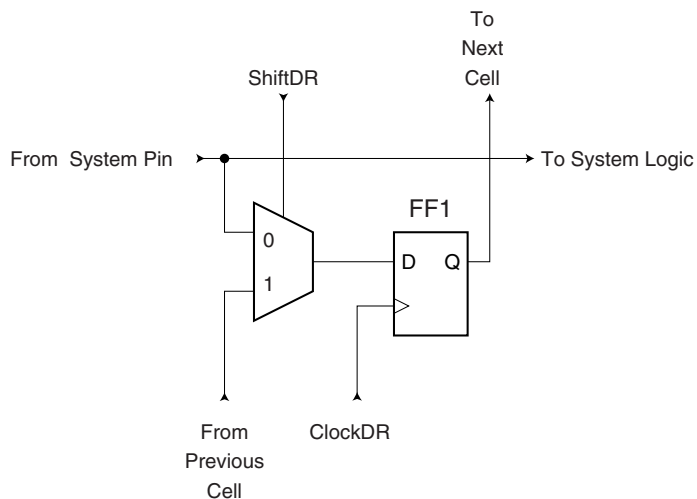 To
Next
Cell
ShiftDR
From System Pin
To System Logic
FF1
0
D Q
1
From
Previous
Cell
ClockDR